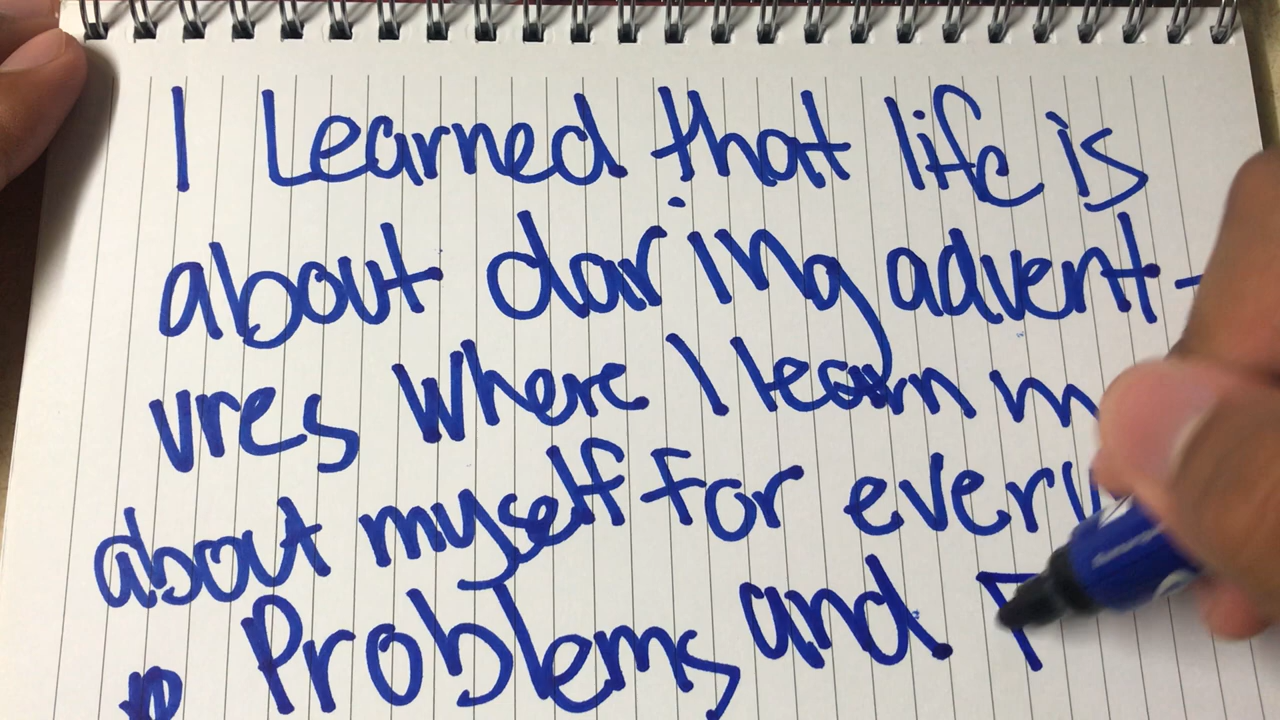 I Learned that life is
about daring advent-
ures where I learn
about myself for every
Problems and